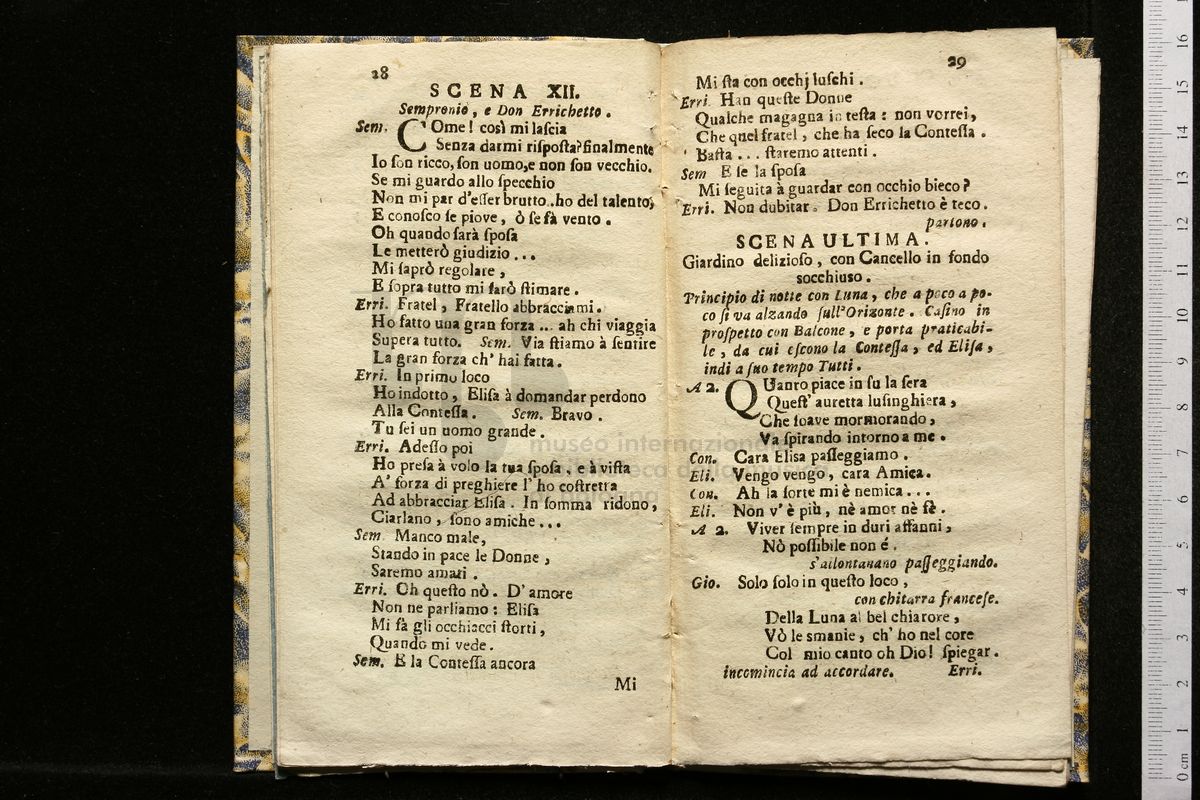 28
SCENA XII.
Sempronio, e Don Errichetto.
Sem. COme! così mi laſcia
Senza darmi riſpoſta? finalmente
Io ſon ricco, ſon uomo, e non ſon vecchio.
Se mi guardo allo ſpecchio
Non mi par d'eſſer brutto..ho del talento,
E conoſco ſe piove, ò ſe fà vento.
Oh quando ſarà ſpoſa
Le metterò giudizio...
Mi ſaprò regolare,
E ſopra tutto mi farò ſtimare.
Erri. Fratel, Fratello abbracciami.
Ho fatto una gran forza... ah chi viaggia
Supera tutto. Sem. Via ſtiamo à ſentire
La gran forza ch' hai fatta.
Erri. In primo loco
Ho indotto, Eliſa à domandar perdono
Alla Conteſſa. Sem. Bravo.
Tu ſei un uomo grande.
Erri. Adeſſo poi
Ho preſa à volo la tua ſpoſa, e à viſta
A' forza di preghiere l' ho coſtretta
Ad abbracciar Eliſa. In ſomma ridono,
Ciarlano, ſono amiche...
Sem Manco male,
Stando in pace le Donne,
Saremo amati.
Erri. Oh queſto nò. D' amore
Non ne parliamo: Eliſa
Mi fà gli occhiacci ſtorti,
Quando mi vede.
Sem. E la Conteſſa ancora
Mi
29
Mi ſta con occhj luſchi.
Erri. Han queſte Donne
Qualche magagna in teſta: non vorrei,
Che quel fratel, che ha ſeco la Conteſſa.
Baſta... ſtaremo attenti.
Sem E ſe la ſpoſa
Mi ſeguita à guardar con occhio bieco?
Erri. Non dubitar. Don Errichetto è teco.
partono.
SCENA ULTIMA.
Giardino delizioſo, con Cancello in fondo
socchiuso.
Principio di notte con Luna, che a poco a po-
co ſi va alzando ſull'Orizonte. Caſino in
proſpetto con Balcone, e porta praticabi-
le, da cui eſcono la Conteſſa, ed Eliſa,
indi a ſuo tempo Tutti.
A 2. QUanto piace in ſu la ſera
Queſt' auretta luſinghiera,
Che ſoave mormorando,
Va ſpirando intorno a me.
Con. Cara Elisa paſſeggiamo.
Eli. Vengo vengo, cara Amica.
Con. Ah la ſorte mi è nemica...
Eli. Non v' è più, nè amor nè fè.
A 2. Viver ſempre in duri affanni,
Nò poſſibile non é.
s'allontanano paſſeggiando.
Gio. Solo ſolo in queſto loco,
con chitarra franceſe.
Della Luna al bel chiarore,
Vò le smanie, ch' ho nel core
Col mio canto oh Dio! ſpiegar.
incomincia ad accordare. Erri.
museo internazionale
biblioteca della musica